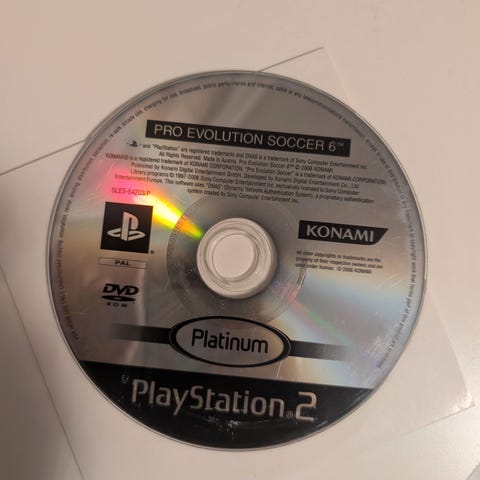 PRO EVOLUTION SOCCER 6™
and "PlayStation" are registered trademarks and DNAS is a trademark of Sony Computer Entertainment Inc.
All Rights Reserved. Made in Austria. Pro Evolution Soccer 6: © 2006 KONAMI.
KONAMI® is a registered trademark of KONAMI CORPORATION. "Pro Evolution Soccer 6" is a trademark of KONAMI CORPORATION.
Published by Konami Digital Entertainment GmbH. Developed by Konami Digital Entertainment Co., Ltd.
Library programs © 1997-2006 Sony Computer Entertainment Inc. exclusively licensed to Sony Computer
Entertainment Europe. This software uses "DNAS" (Dynamic Network Authentication System), a proprietary authentication
system created by Sony Computer Entertainment Inc.
SLES-54203/P
KONAMI
PAL
All other copyrights or trademarks are the
property of their respective owners and are
used under license. © 2006 KONAMI
DVD
ROM
Platinum
PlayStation®2